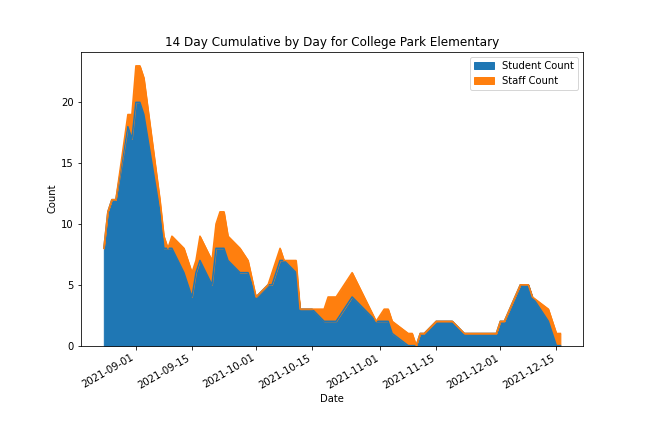 14 Day Cumulative by Day for College Park Elementary
Student Count
Staff Count
Count
20
15
10
5
0
2021-09-01
2021-09-15
2021-10-01
2021-10-15
2021-11-01
2021-11-15
2021-12-01
2021-12-15
Date